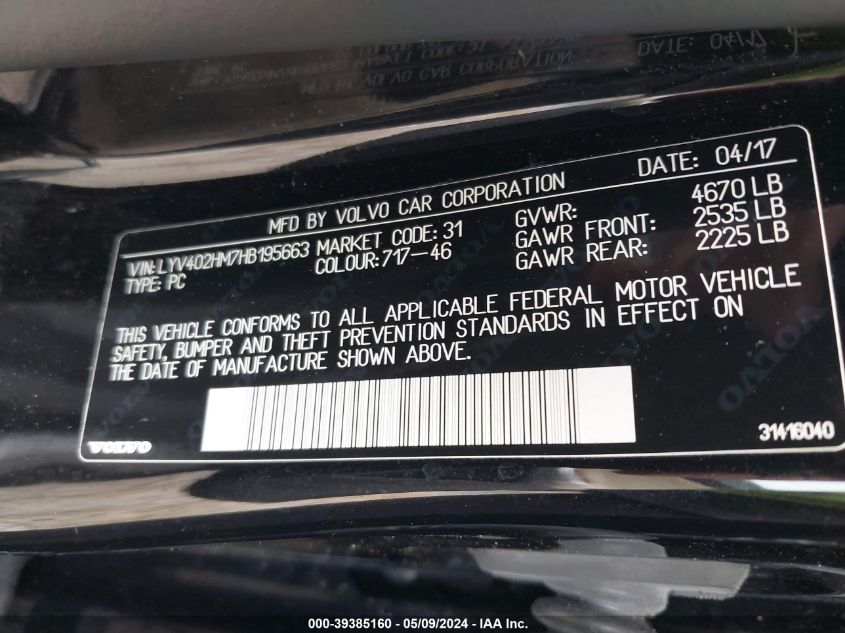 DATE: 04/17
MFD BY VOLVO CAR CORPORATION
VIN: LYV402HM7HB195663 MARKET CODE: 31 GVWR: 4670 LB
TYPE: PC COLOUR: 717-46 GAWR FRONT: 2535 LB
GAWR REAR: 2225 LB
THIS VEHICLE CONFORMS TO ALL APPLICABLE FEDERAL MOTOR VEHICLE
SAFETY, BUMPER AND THEFT PREVENTION STANDARDS IN EFFECT ON
THE DATE OF MANUFACTURE SHOWN ABOVE.
VOLVO 31416040
000-39385160 - 05/09/2024 - IAA Inc.